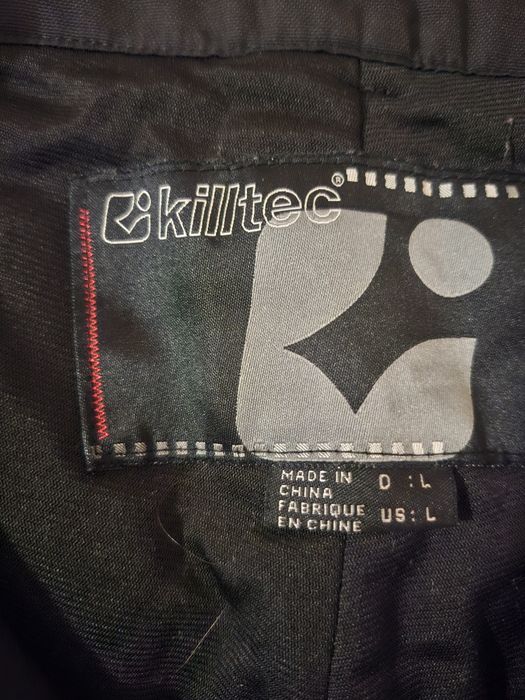 killtec®
MADE IN
CHINA
FABRIQUE
EN CHINE
D : L
US: L